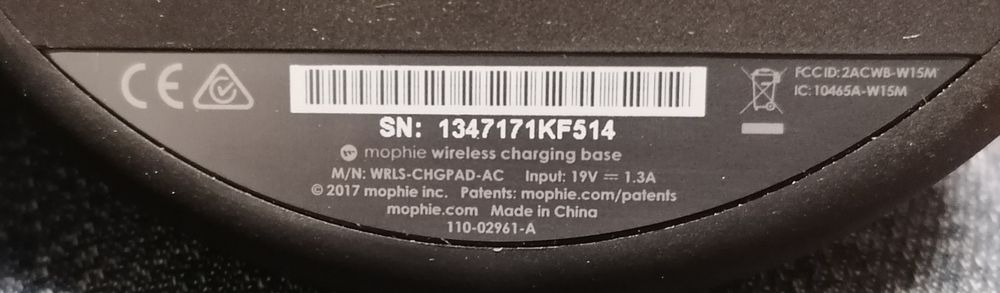 FCC ID: 2ACWB-W15M
IC: 10465A-W15M
SN: 1347171KF514
mophie wireless charging base
M/N: WRLS-CHGPAD-AC Input: 19V ⎓ 1.3A
© 2017 mophie inc. Patents: mophie.com/patents
mophie.com Made in China
110-02961-A